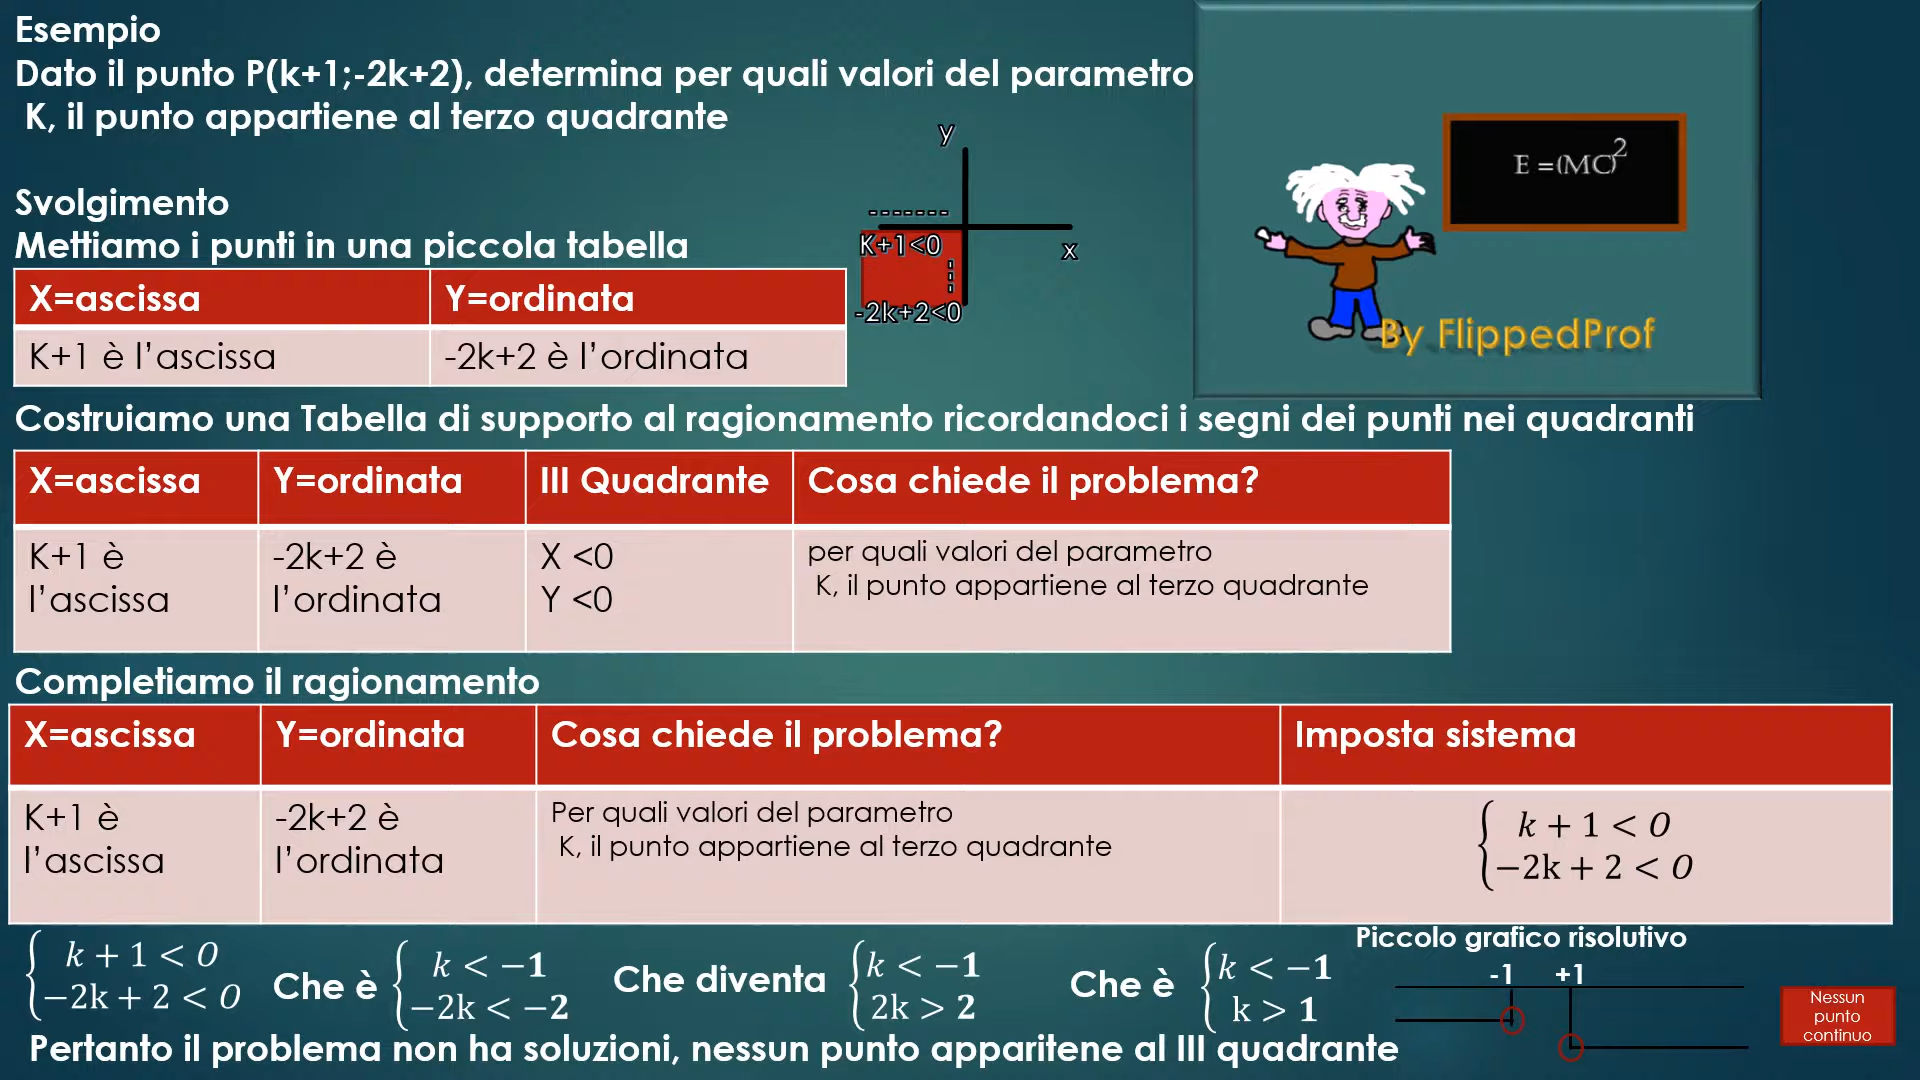 Esempio
Dato il punto P(k+1;-2k+2), determina per quali valori del parametro
K, il punto appartiene al terzo quadrante
y
x
K+1<0
-2k+2<0
E =(MC)²
By FlippedProf
Svolgimento
Mettiamo i punti in una piccola tabella
X=ascissa Y=ordinata
K+1 è l’ascissa -2k+2 è l’ordinata
Costruiamo una Tabella di supporto al ragionamento ricordandoci i segni dei punti nei quadranti
X=ascissa Y=ordinata III Quadrante Cosa chiede il problema?
K+1 è
l’ascissa
-2k+2 è
l’ordinata
X <0
Y <0
per quali valori del parametro
K, il punto appartiene al terzo quadrante
Completiamo il ragionamento
X=ascissa Y=ordinata Cosa chiede il problema? Imposta sistema
K+1 è
l’ascissa
-2k+2 è
l’ordinata
Per quali valori del parametro
K, il punto appartiene al terzo quadrante
k + 1 < 0
−2k + 2 < 0
k + 1 < 0
−2k + 2 < 0
Che è
k < −1
−2k < −2
Che diventa
k < −1
2k > 2
Che è
k < −1
k > 1
Piccolo grafico risolutivo
-1 +1
Nessun
punto
continuo
Pertanto il problema non ha soluzioni, nessun punto apparitene al III quadrante